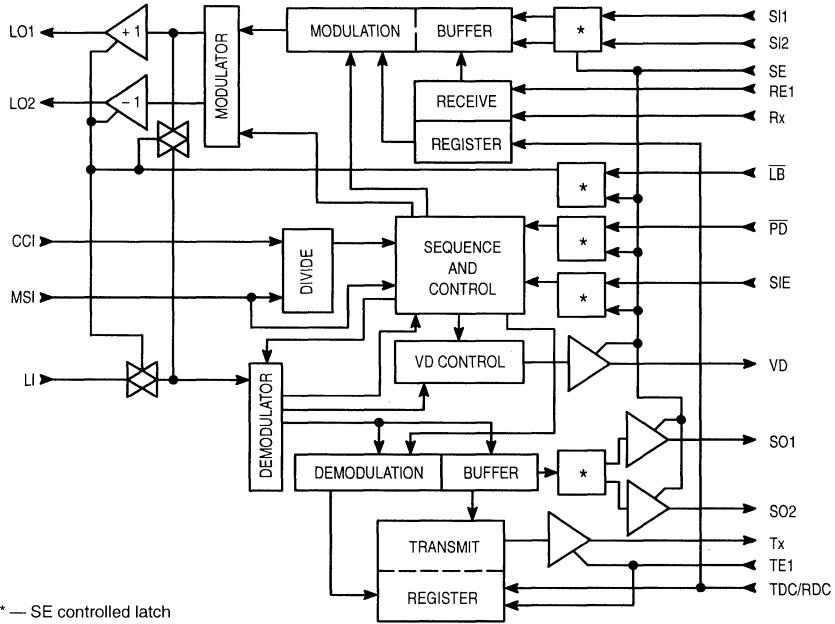 LO1
+ 1
MODULATOR
MODULATION
BUFFER
*
SI1
SI2
SE
LO2
− 1
RECEIVE
REGISTER
RE1
Rx
*
LB
CCI
DIVIDE
SEQUENCE
AND
CONTROL
*
PD
MSI
*
SIE
VD CONTROL
VD
LI
DEMODULATOR
SO1
DEMODULATION
BUFFER
*
SO2
TRANSMIT
REGISTER
Tx
TE1
TDC/RDC
* — SE controlled latch